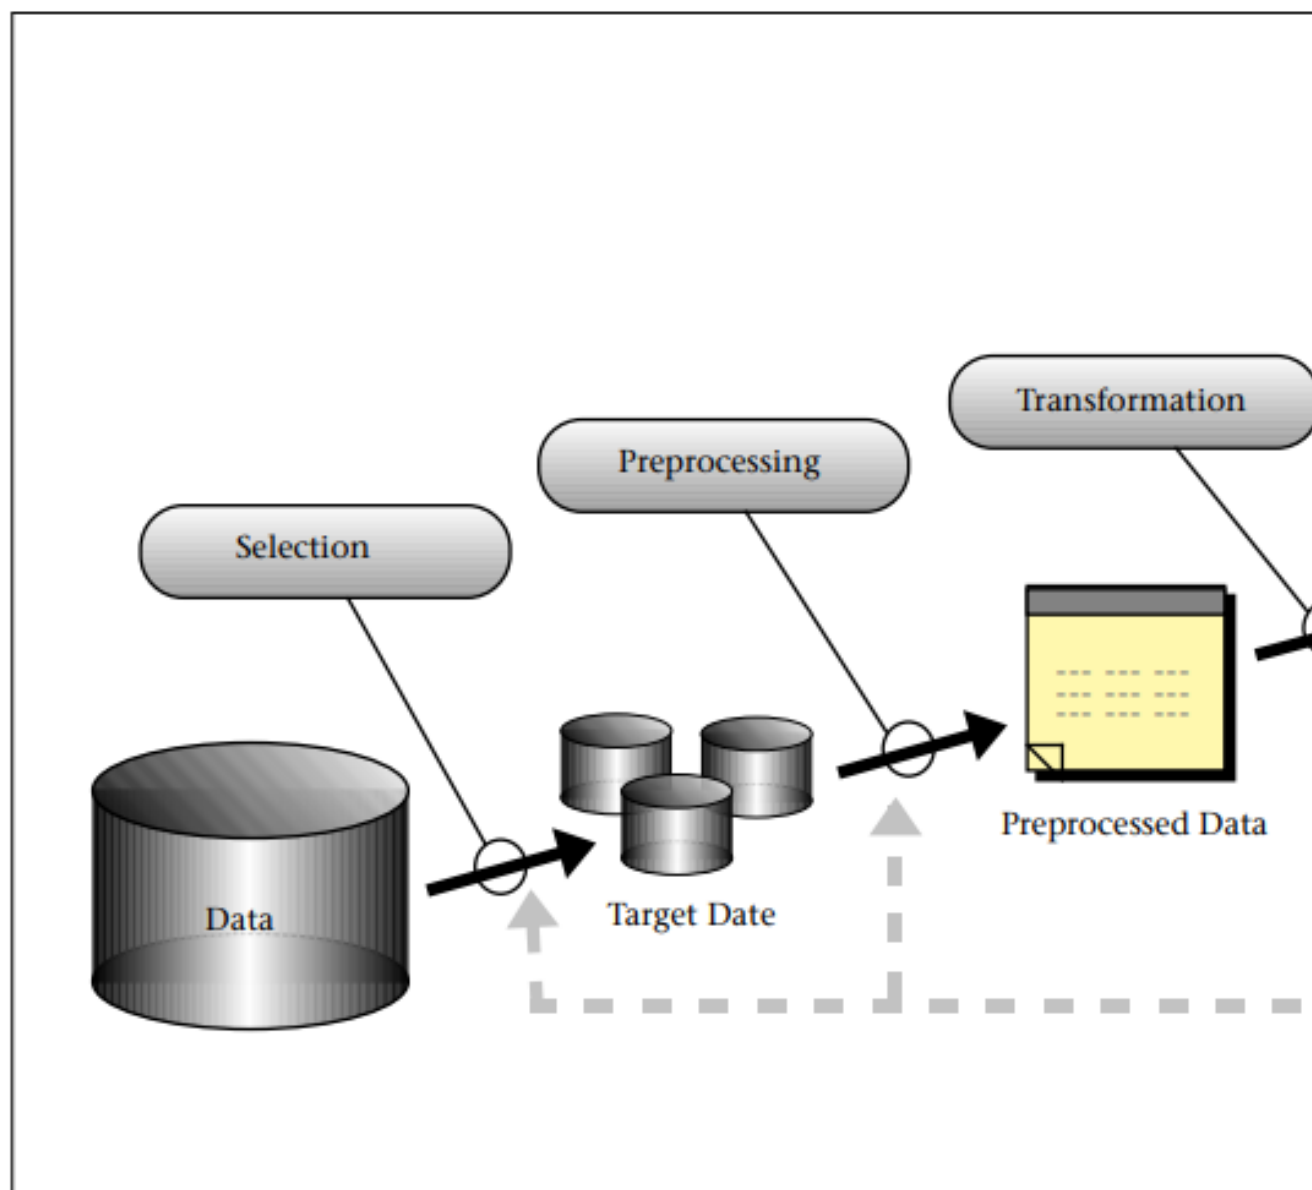 Transformation
Preprocessing
Selection
Preprocessed Data
Target Date
Data